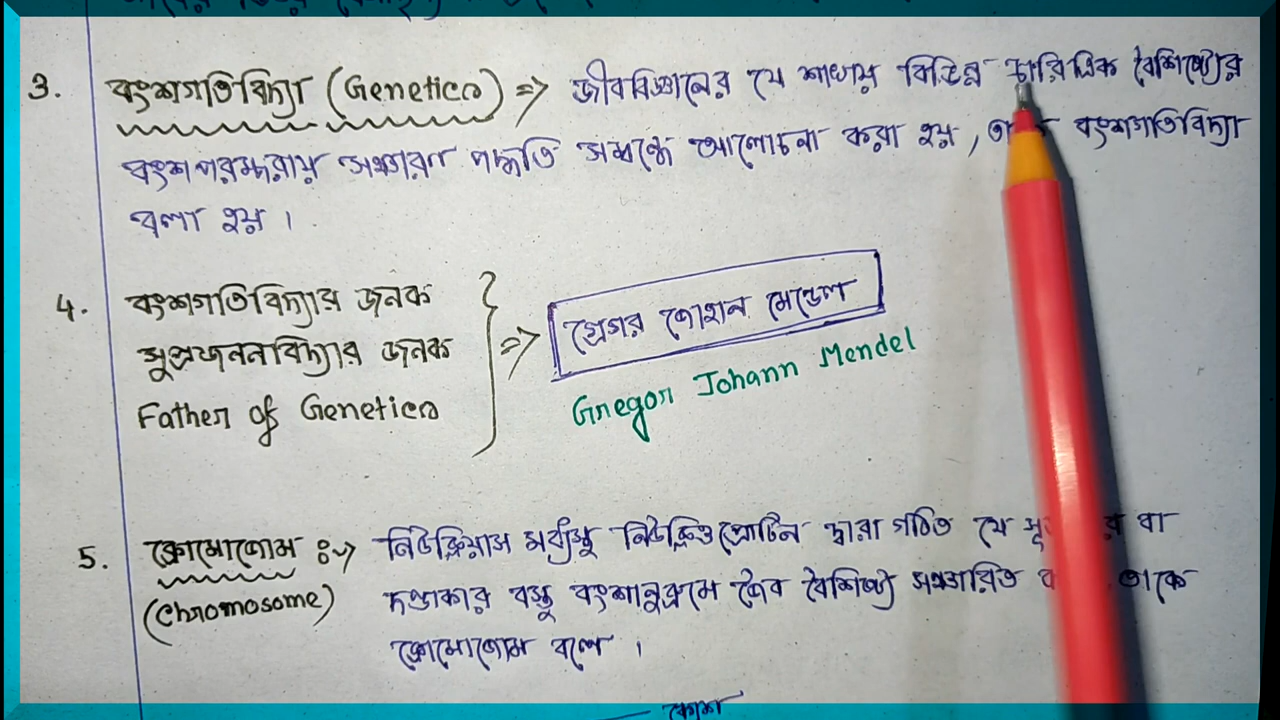 3. বংশগতিবিদ্যা (Genetics) => জীববিজ্ঞানের যে শাখায় বিভিন্ন চারিত্রিক বৈশিষ্ট্যের
বংশপরম্পরায় সঞ্চারণ পদ্ধতি সম্বন্ধে আলোচনা করা হয়, বংশগতিবিদ্যা
বলা হয়।
4. বংশগতিবিদ্যার জনক
সুপ্রজননবিদ্যার জনক
Father of Genetics
=> গ্রেগর জোহান মেন্ডেল
Gregor Johann Mendel
5. ক্রোমোজোম :->
(Chromosome)
নিউক্লিয়াস মধ্যস্থ নিউক্লিওপ্রোটিন দ্বারা গঠিত যে বা
দণ্ডাকার বস্তু বংশানুক্রমে জৈব বৈশিষ্ট্য সঞ্চারিত তাকে
ক্রোমোজোম বলে।
কোশ